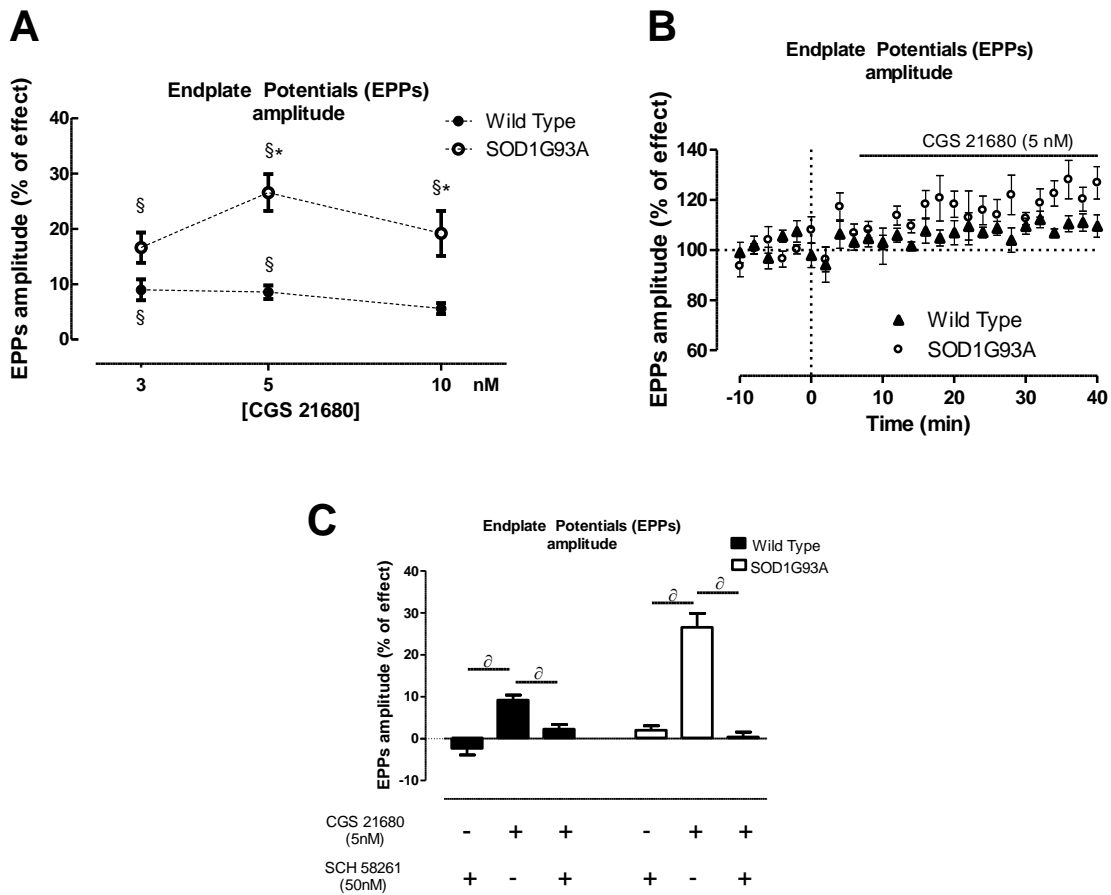 A
Endplate Potentials (EPPs)
amplitude
EPPs amplitude (% of effect)
40
30
20
10
0
Wild Type
SOD1G93A
§
§*
§*
§
§
3 5 10 nM
[CGS 21680]
B
Endplate Potentials (EPPs)
amplitude
EPPs amplitude (% of effect)
140
120
100
80
60
CGS 21680 (5 nM)
Wild Type
SOD1G93A
-10 0 10 20 30 40
Time (min)
C
Endplate Potentials (EPPs)
amplitude
Wild Type
SOD1G93A
EPPs amplitude (% of effect)
40
30
20
10
0
-10
∂ ∂ ∂ ∂
CGS 21680
(5nM)
- + + - + +
SCH 58261
(50nM)
+ - + + - +